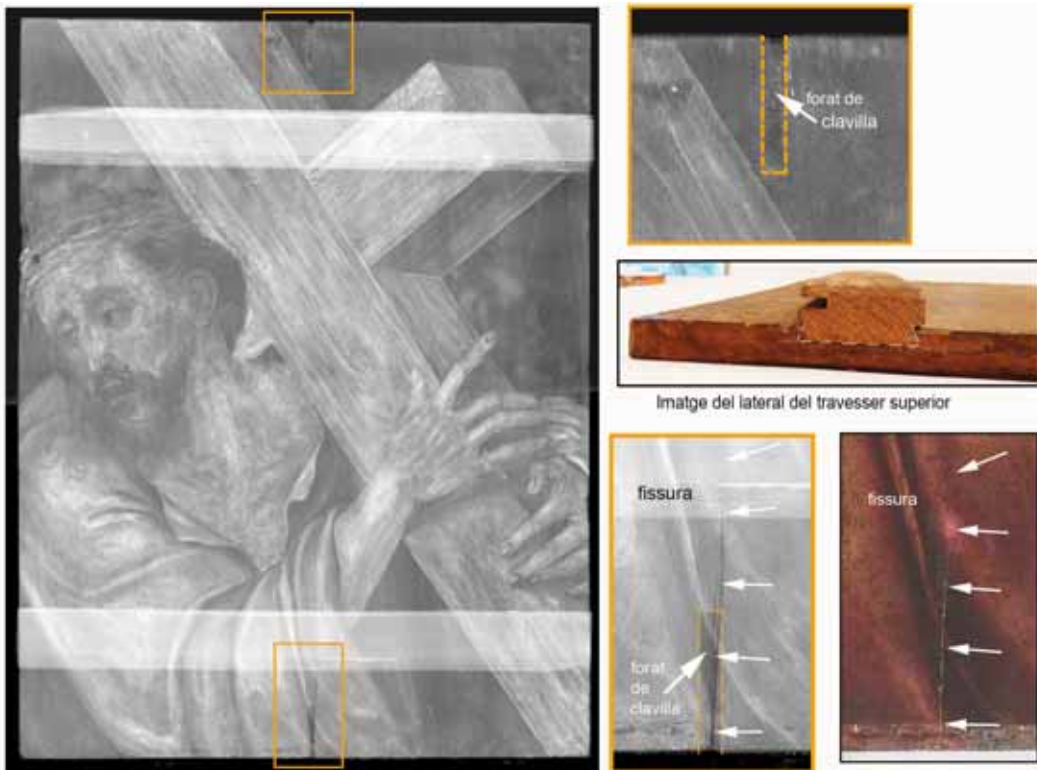 forat de
clavilla
Imatge del lateral del travesser superior
fissura
forat
de
clavilla
fissura